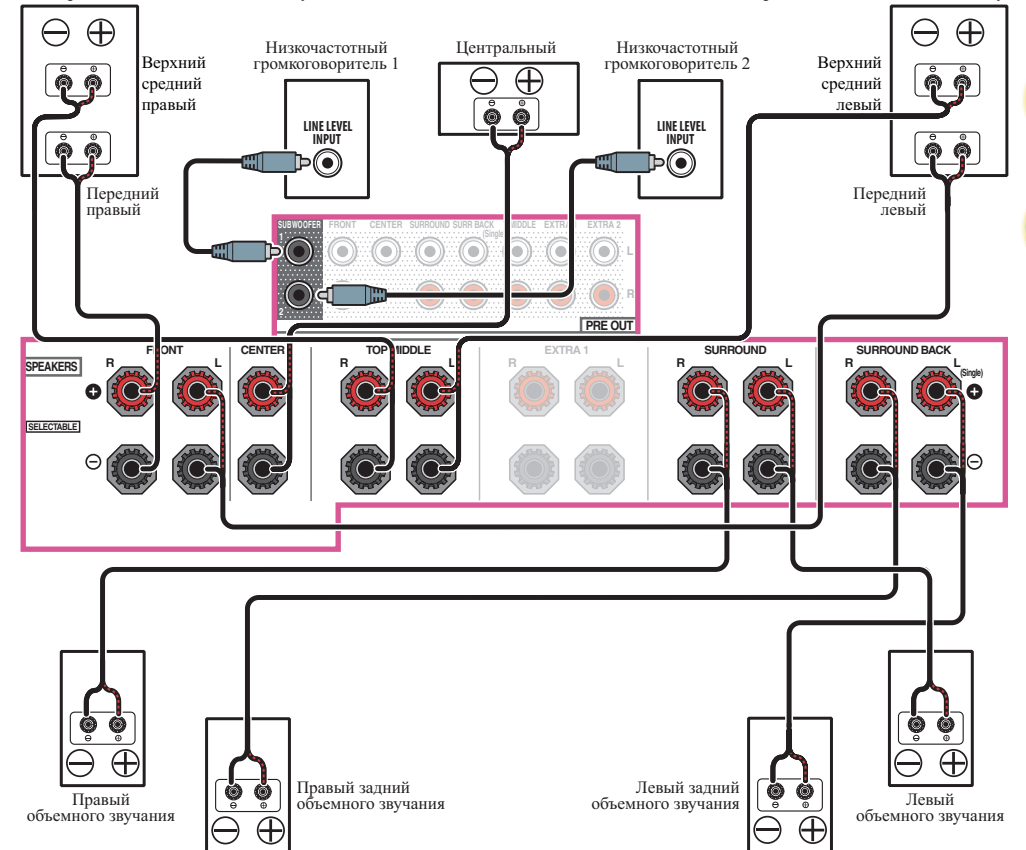 Верхний
средний
правый
Низкочастотный
громкоговоритель 1
Центральный
Низкочастотный
громкоговоритель 2
Верхний
средний
левый
LINE LEVEL
INPUT
LINE LEVEL
INPUT
Передний
правый
Передний
левый
SUBWOOFER FRONT CENTER SURROUND SURR BACK MIDDLE EXTRA EXTRA 2
(Single
1
L
2
R
PRE OUT
SPEAKERS
FRONT CENTER TOP MIDDLE EXTRA 1 SURROUND SURROUND BACK
R L R L R L R L R L
(Single)
SELECTABLE
Правый
объемного звучания
Правый задний
объемного звучания
Левый задний
объемного звучания
Левый
объемного звучания